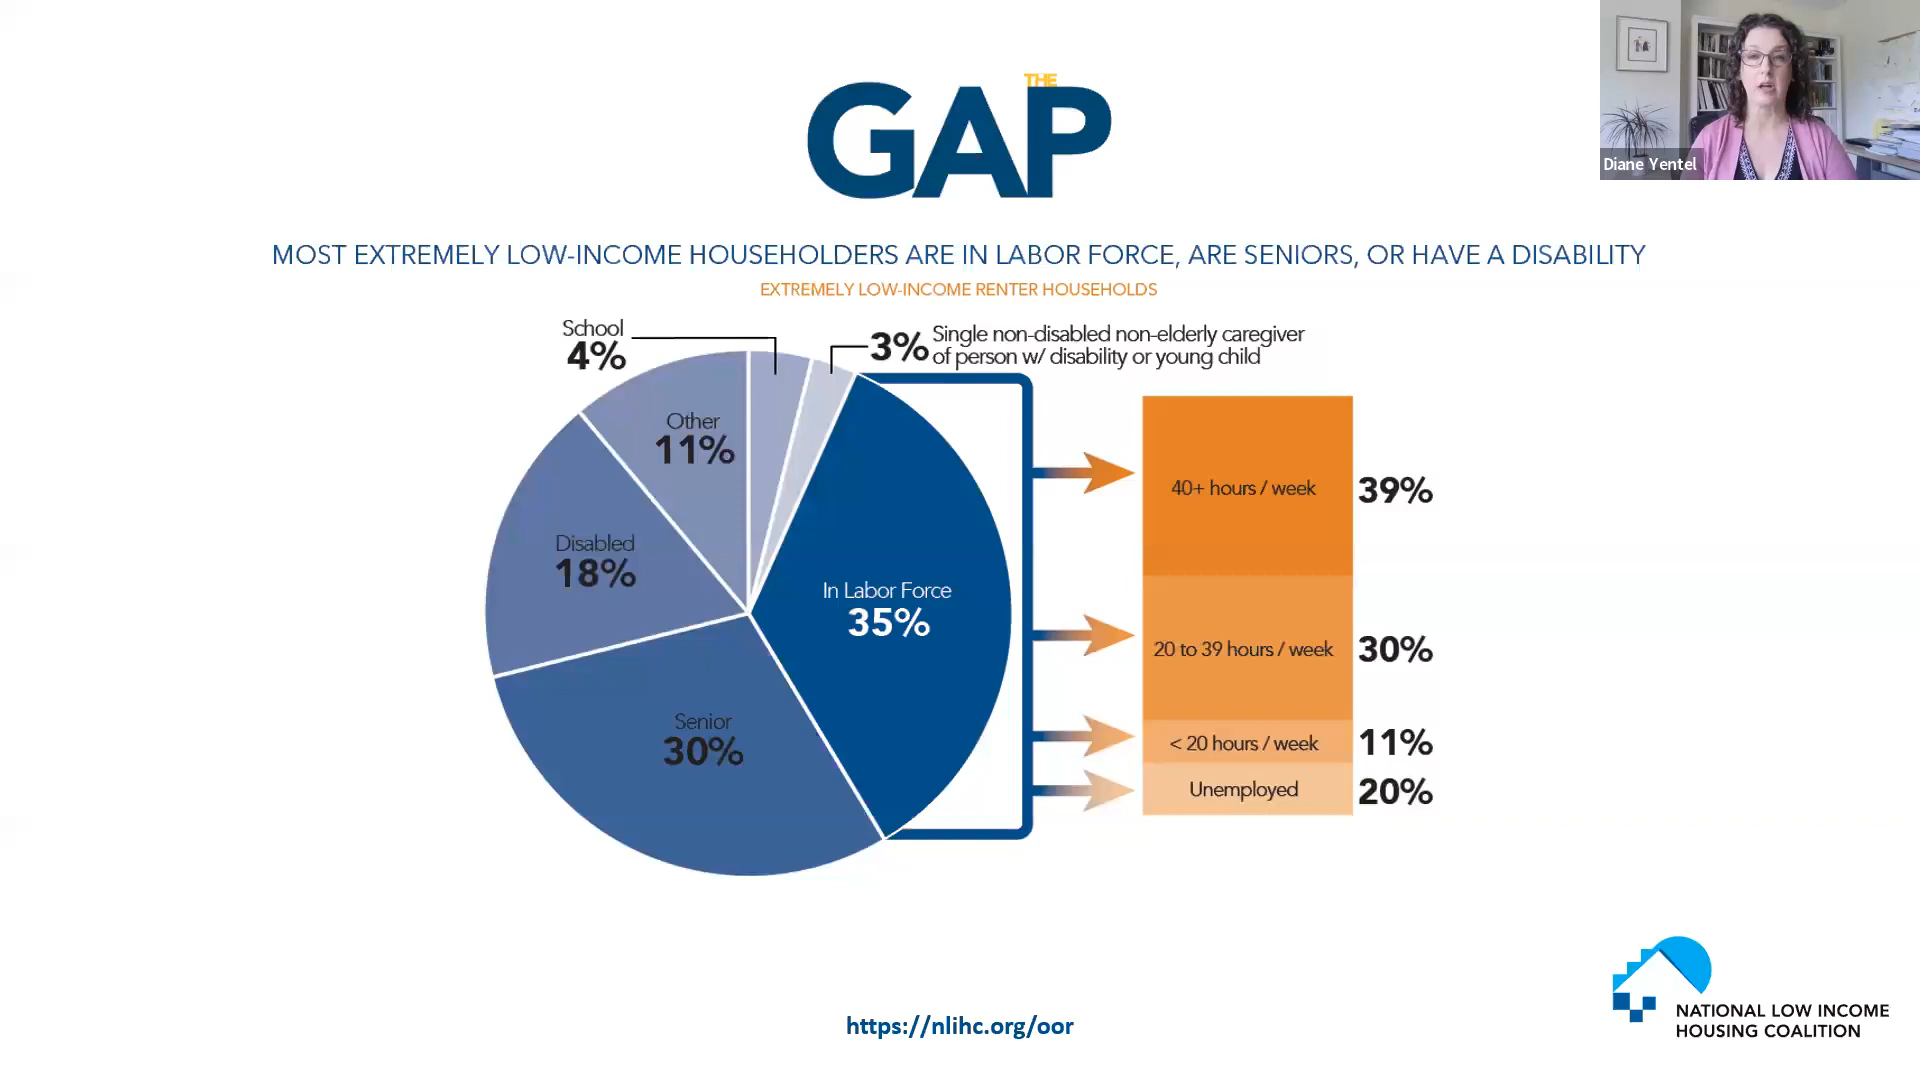 Diane Yentel
THE
GAP
MOST EXTREMELY LOW-INCOME HOUSEHOLDERS ARE IN LABOR FORCE, ARE SENIORS, OR HAVE A DISABILITY
EXTREMELY LOW-INCOME RENTER HOUSEHOLDS
School
4%
3% Single non-disabled non-elderly caregiver
of person w/ disability or young child
Other
11%
Disabled
18%
In Labor Force
35%
Senior
30%
40+ hours / week 39%
20 to 39 hours / week 30%
< 20 hours / week 11%
Unemployed 20%
NATIONAL LOW INCOME
HOUSING COALITION
https://nlihc.org/oor